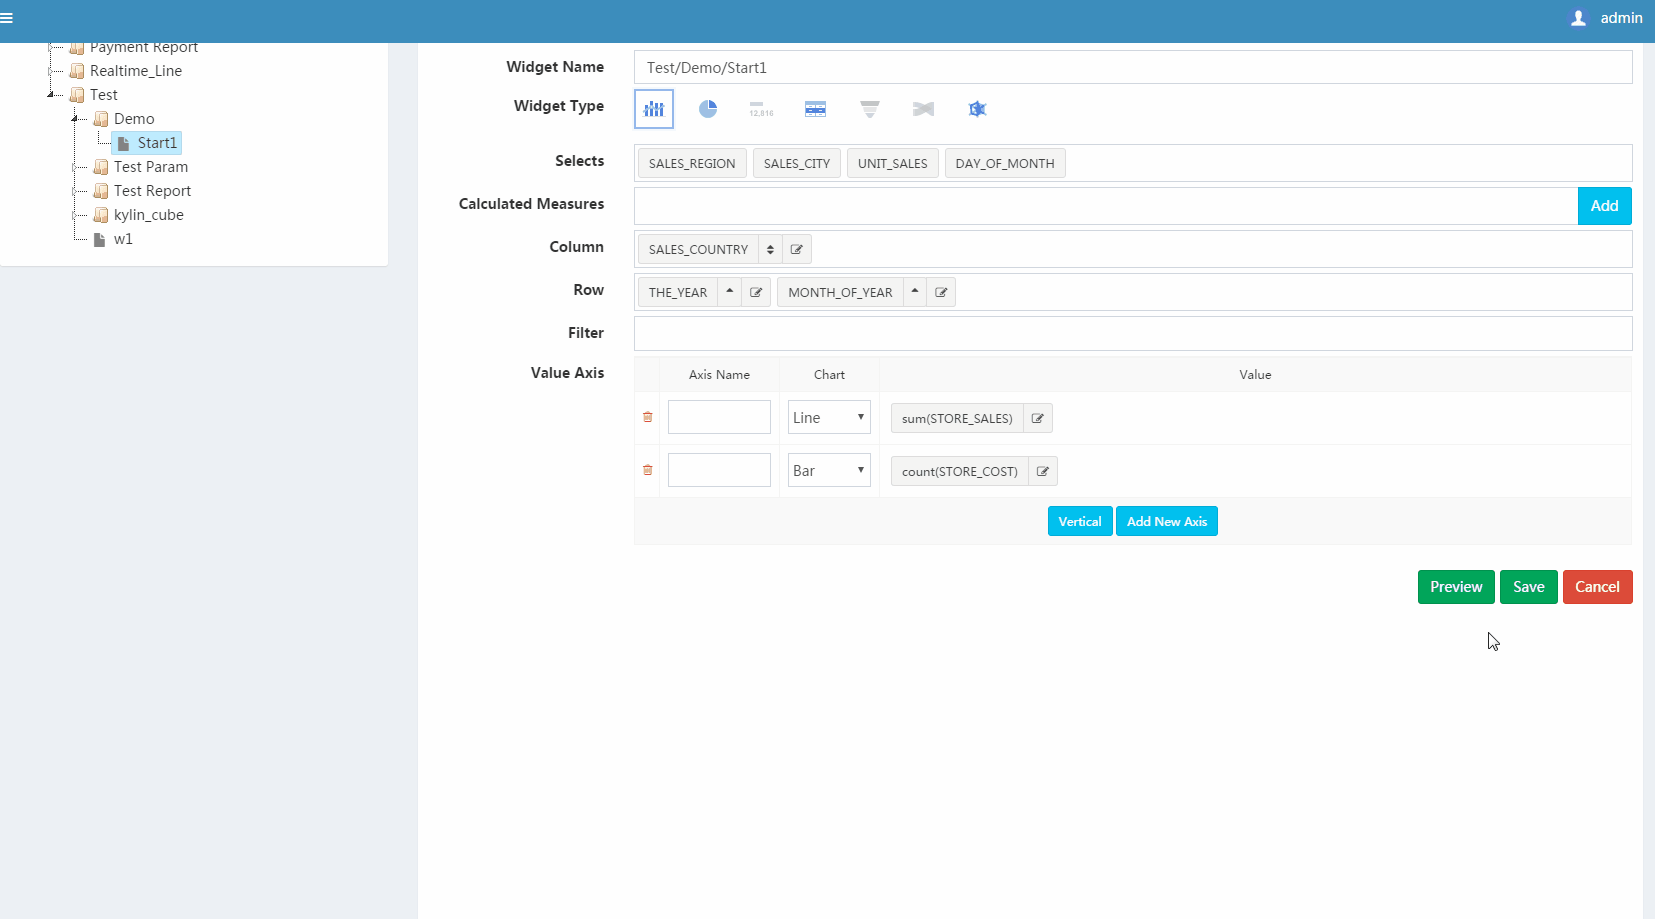 admin
Payment Report
Realtime_Line
Test
Demo
Start1
Test Param
Test Report
kylin_cube
w1
Widget Name Test/Demo/Start1
Widget Type 12,816
Selects SALES_REGION SALES_CITY UNIT_SALES DAY_OF_MONTH
Calculated Measures Add
Column SALES_COUNTRY
Row THE_YEAR MONTH_OF_YEAR
Filter
Value Axis Axis Name Chart Value
Line sum(STORE_SALES)
Bar count(STORE_COST)
Vertical Add New Axis
Preview Save Cancel